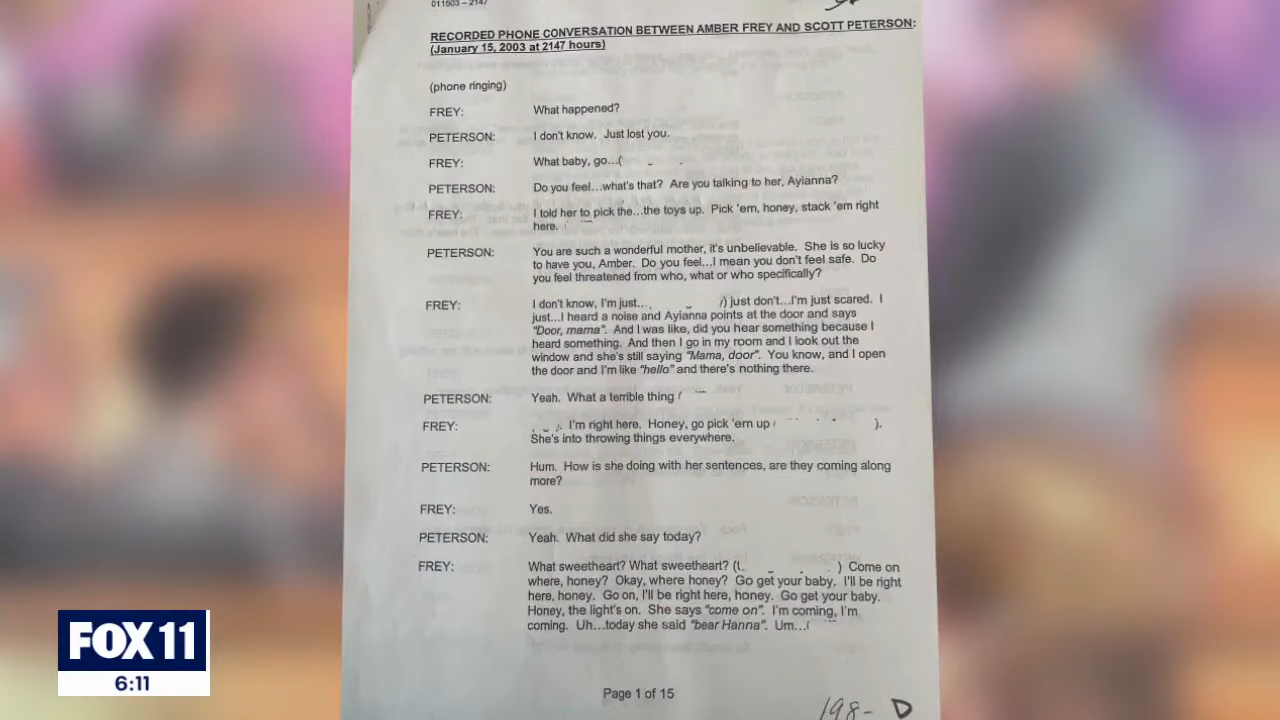 011503 - 2147
RECORDED PHONE CONVERSATION BETWEEN AMBER FREY AND SCOTT PETERSON:
(January 15, 2003 at 2147 hours)
(phone ringing)
FREY: What happened?
PETERSON: I don't know. Just lost you.
FREY: What baby, go...(
PETERSON: Do you feel...what's that? Are you talking to her, Ayianna?
FREY: I told her to pick the...the toys up. Pick 'em, honey, stack 'em right
here.
PETERSON: You are such a wonderful mother, it's unbelievable. She is so lucky
to have you, Amber. Do you feel...I mean you don't feel safe. Do
you feel threatened from who, what or who specifically?
FREY: I don't know, I'm just... /) just don't...I'm just scared. I
just...I heard a noise and Ayianna points at the door and says
"Door, mama". And I was like, did you hear something because I
heard something. And then I go in my room and I look out the
window and she's still saying "Mama, door". You know, and I open
the door and I'm like "hello" and there's nothing there.
PETERSON: Yeah. What a terrible thing
FREY: . I'm right here. Honey, go pick 'em up ).
She's into throwing things everywhere.
PETERSON: Hum. How is she doing with her sentences, are they coming along
more?
FREY: Yes.
PETERSON: Yeah. What did she say today?
FREY: What sweetheart? What sweetheart? ( ) Come on
where, honey? Okay, where honey? Go get your baby. I'll be right
here, honey. Go on, I'll be right here, honey. Go get your baby.
Honey, the light's on. She says "come on". I'm coming, I'm
coming. Uh...today she said "bear Hanna". Um...(
Page 1 of 15
198- D
FOX 11
6:11